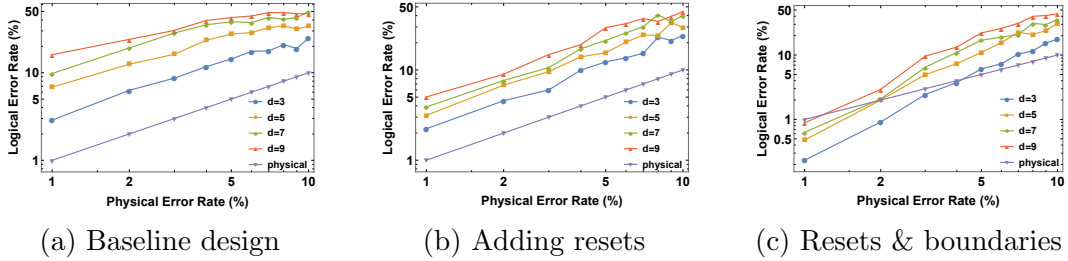 Logical Error Rate (%)
50
10
5
1
d=3
d=5
d=7
d=9
physical
1 2 5 10
Physical Error Rate (%)
(a) Baseline design
Logical Error Rate (%)
50
10
5
1
d=3
d=5
d=7
d=9
physical
1 2 5 10
Physical Error Rate (%)
(b) Adding resets
Logical Error Rate (%)
50
10
5
1
0.5
d=3
d=5
d=7
d=9
physical
1 2 5 10
Physical Error Rate (%)
(c) Resets & boundaries